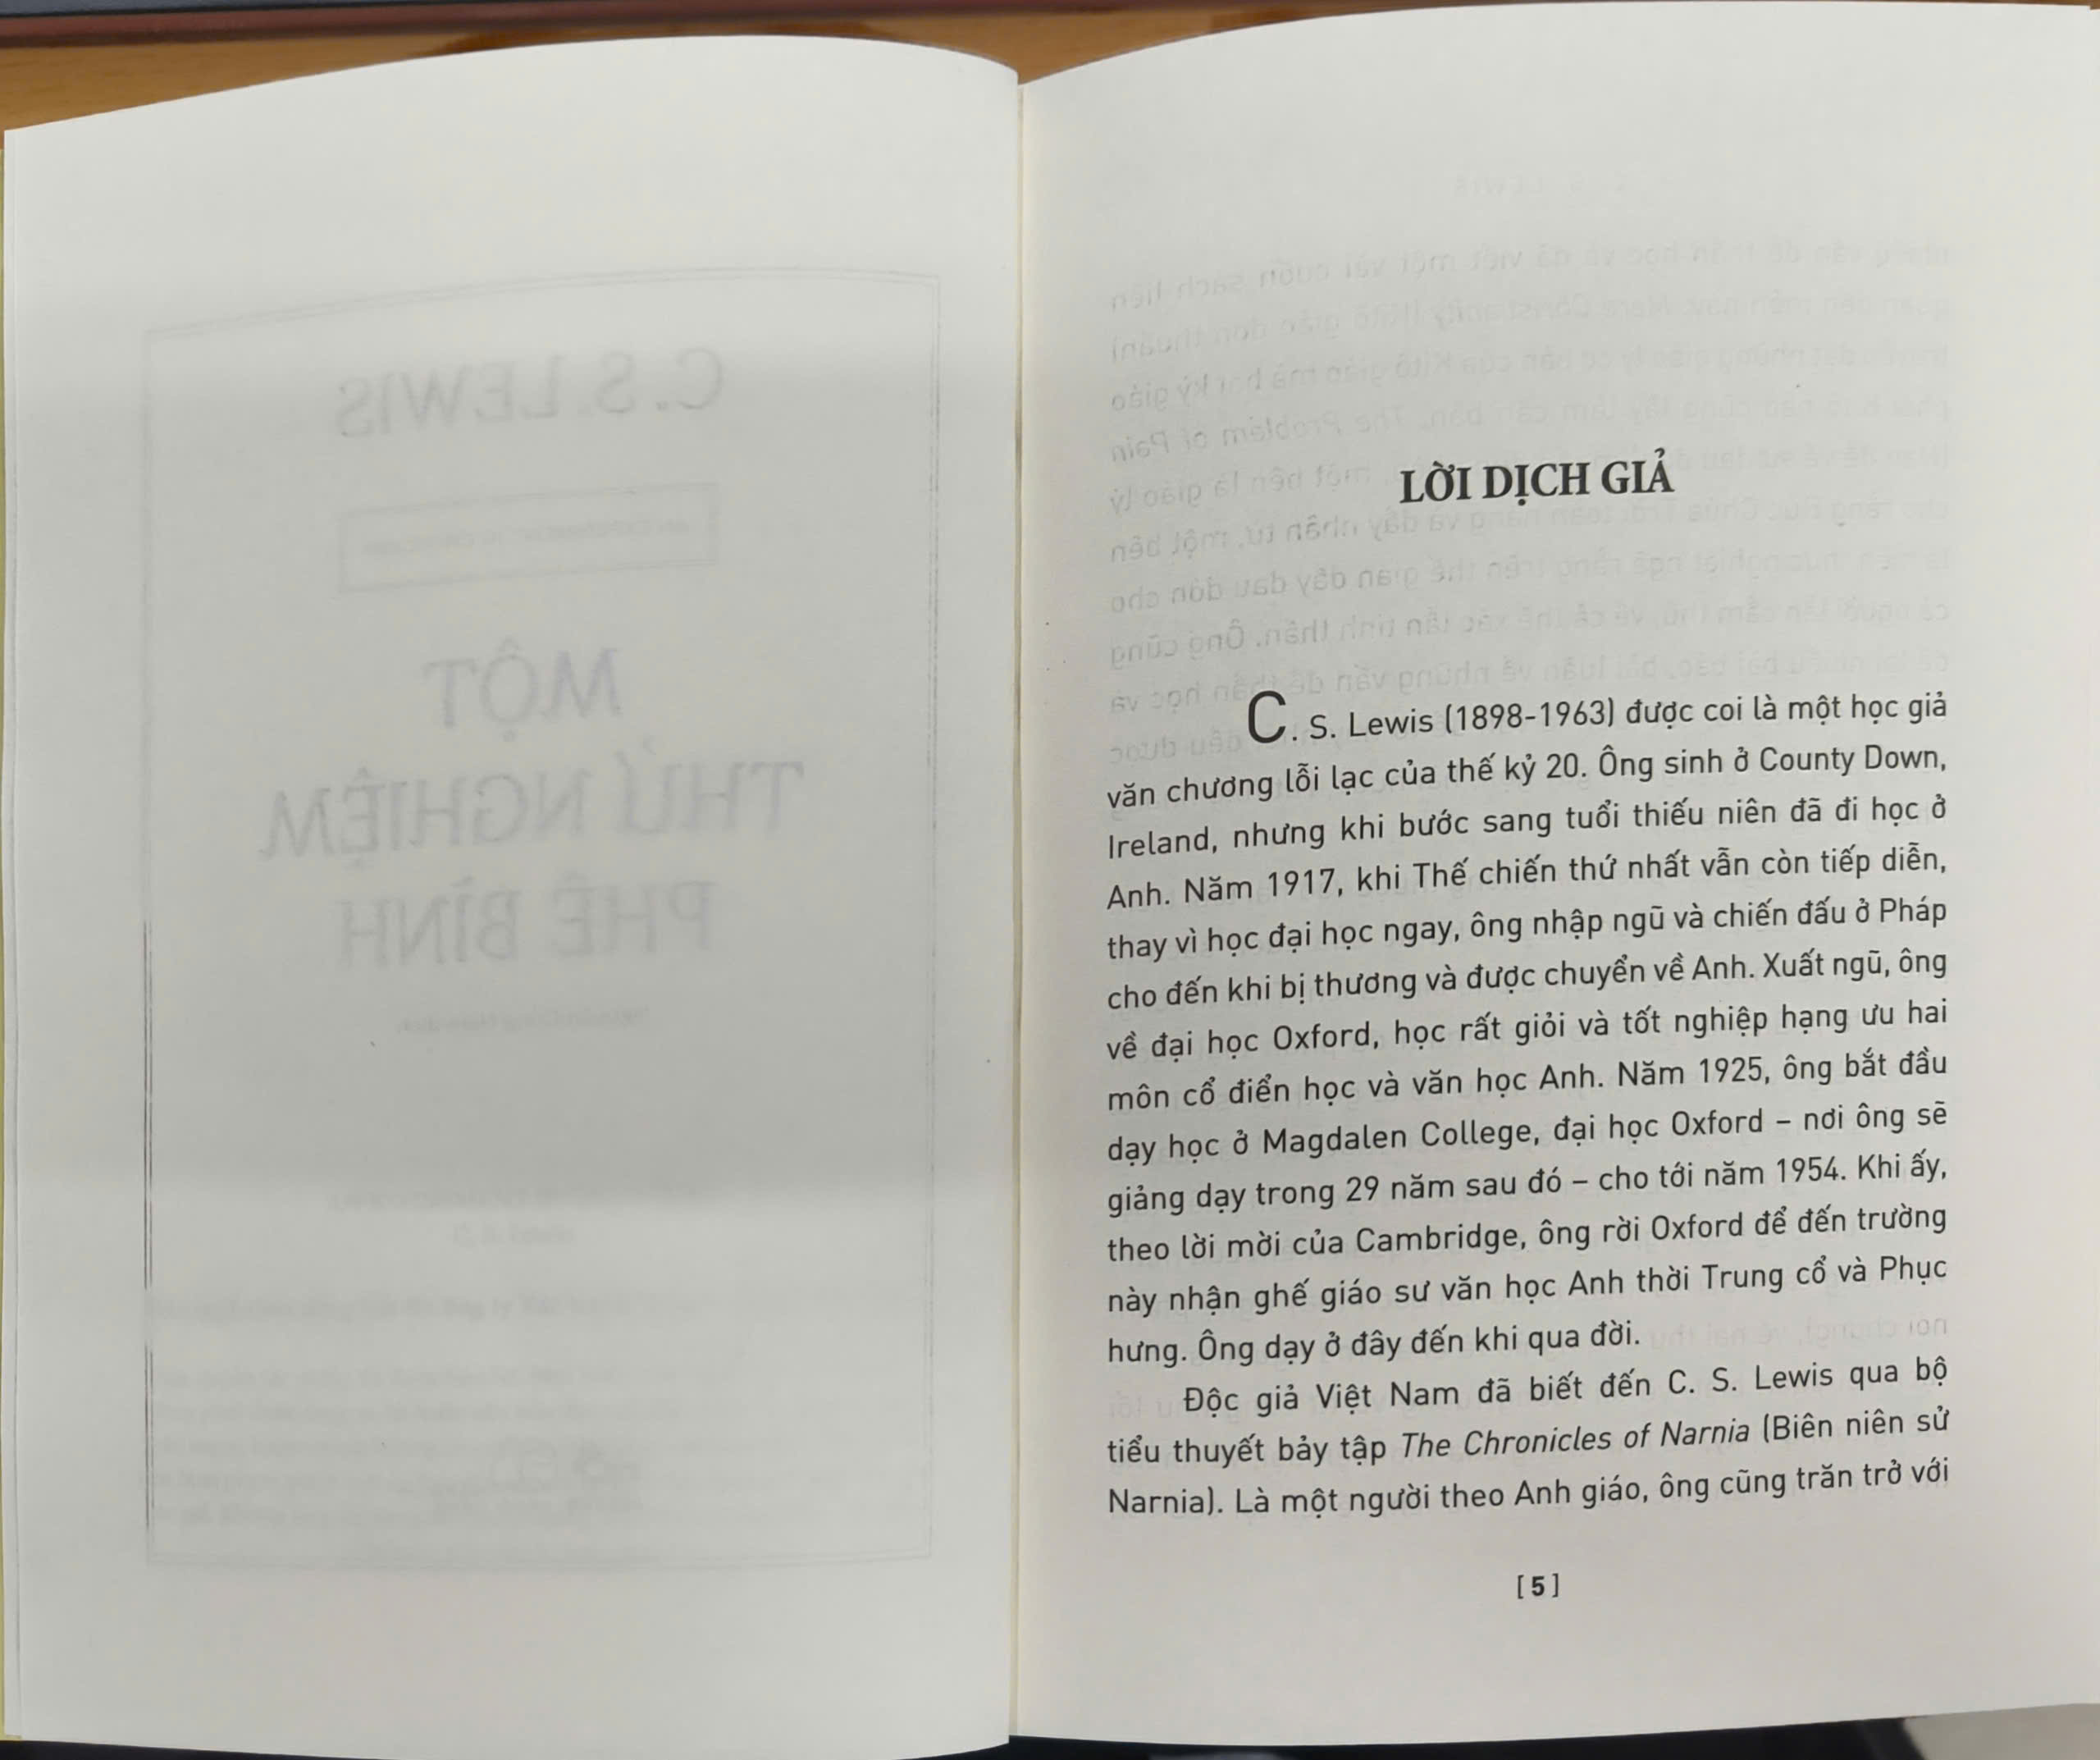 C. S. LEWIS
MỘT
THỬ NGHIỆM
PHÊ BÌNH
LỜI DỊCH GIẢ
C. S. Lewis (1898-1963) được coi là một học giả
văn chương lỗi lạc của thế kỷ 20. Ông sinh ở County Down,
Ireland, nhưng khi bước sang tuổi thiếu niên đã đi học ở
Anh. Năm 1917, khi Thế chiến thứ nhất vẫn còn tiếp diễn,
thay vì học đại học ngay, ông nhập ngũ và chiến đấu ở Pháp
cho đến khi bị thương và được chuyển về Anh. Xuất ngũ, ông
về đại học Oxford, học rất giỏi và tốt nghiệp hạng ưu hai
môn cổ điển học và văn học Anh. Năm 1925, ông bắt đầu
dạy học ở Magdalen College, đại học Oxford – nơi ông sẽ
giảng dạy trong 29 năm sau đó – cho tới năm 1954. Khi ấy,
theo lời mời của Cambridge, ông rời Oxford để đến trường
này nhận ghế giáo sư văn học Anh thời Trung cổ và Phục
hưng. Ông dạy ở đây đến khi qua đời.
Độc giả Việt Nam đã biết đến C. S. Lewis qua bộ
tiểu thuyết bảy tập The Chronicles of Narnia (Biên niên sử
Narnia). Là một người theo Anh giáo, ông cũng trăn trở với
[ 5 ]